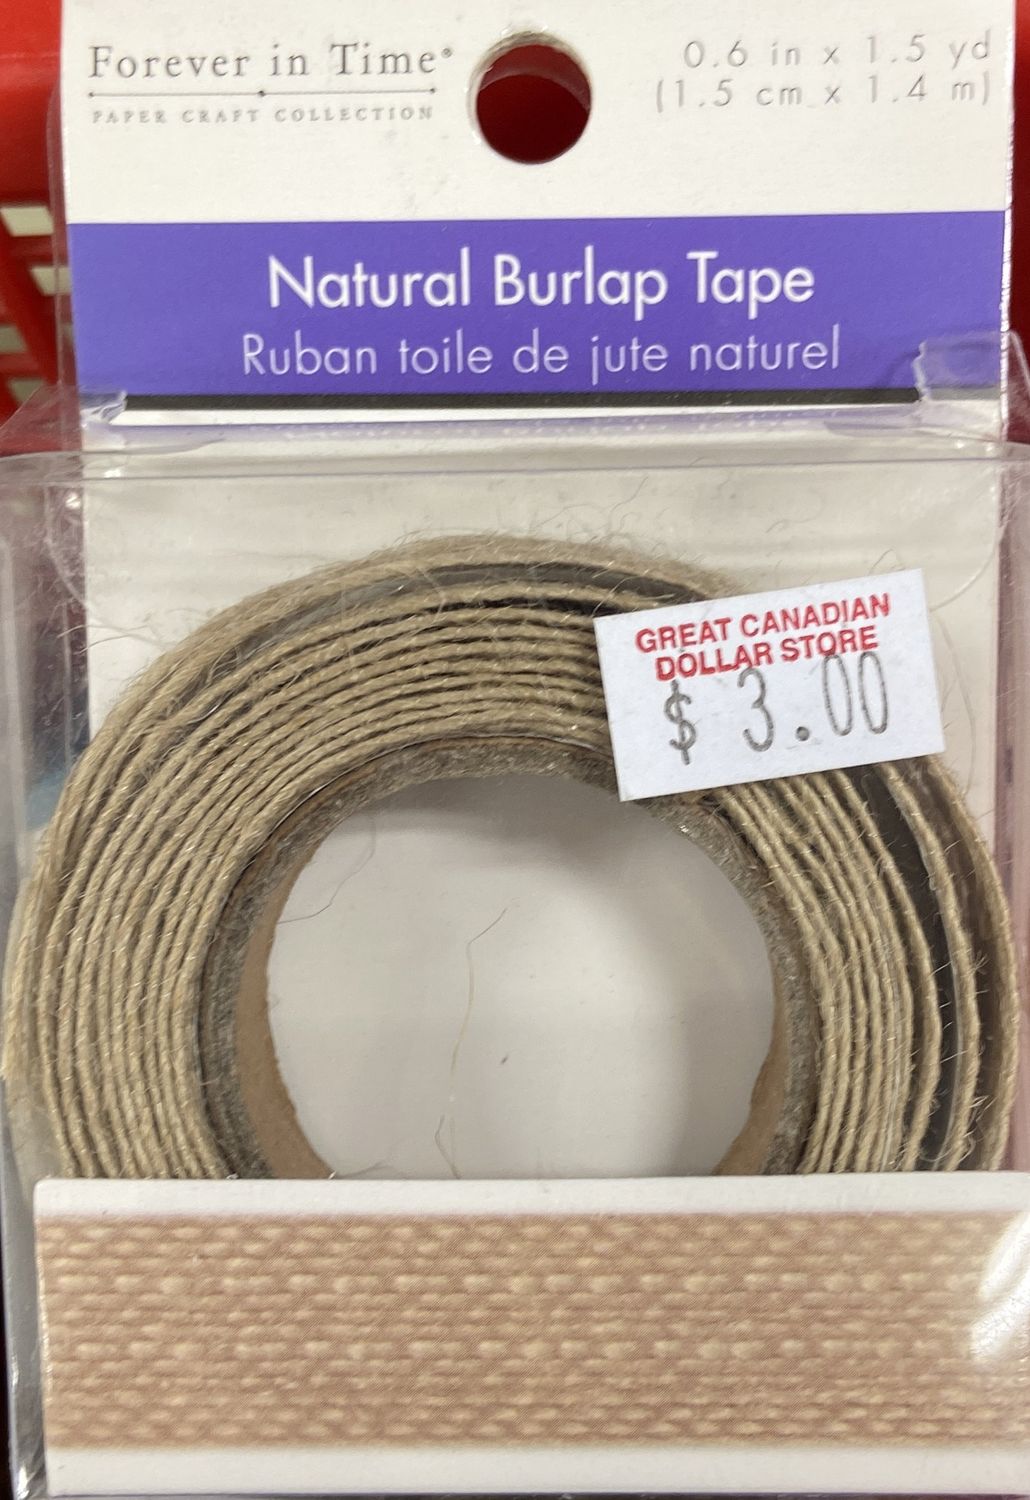 Forever in Time®
PAPER CRAFT COLLECTION
0.6 in x 1.5 yd
(1.5 cm x 1.4 m)
Natural Burlap Tape
Ruban toile de jute naturel
GREAT CANADIAN
DOLLAR STORE
$ 3.00